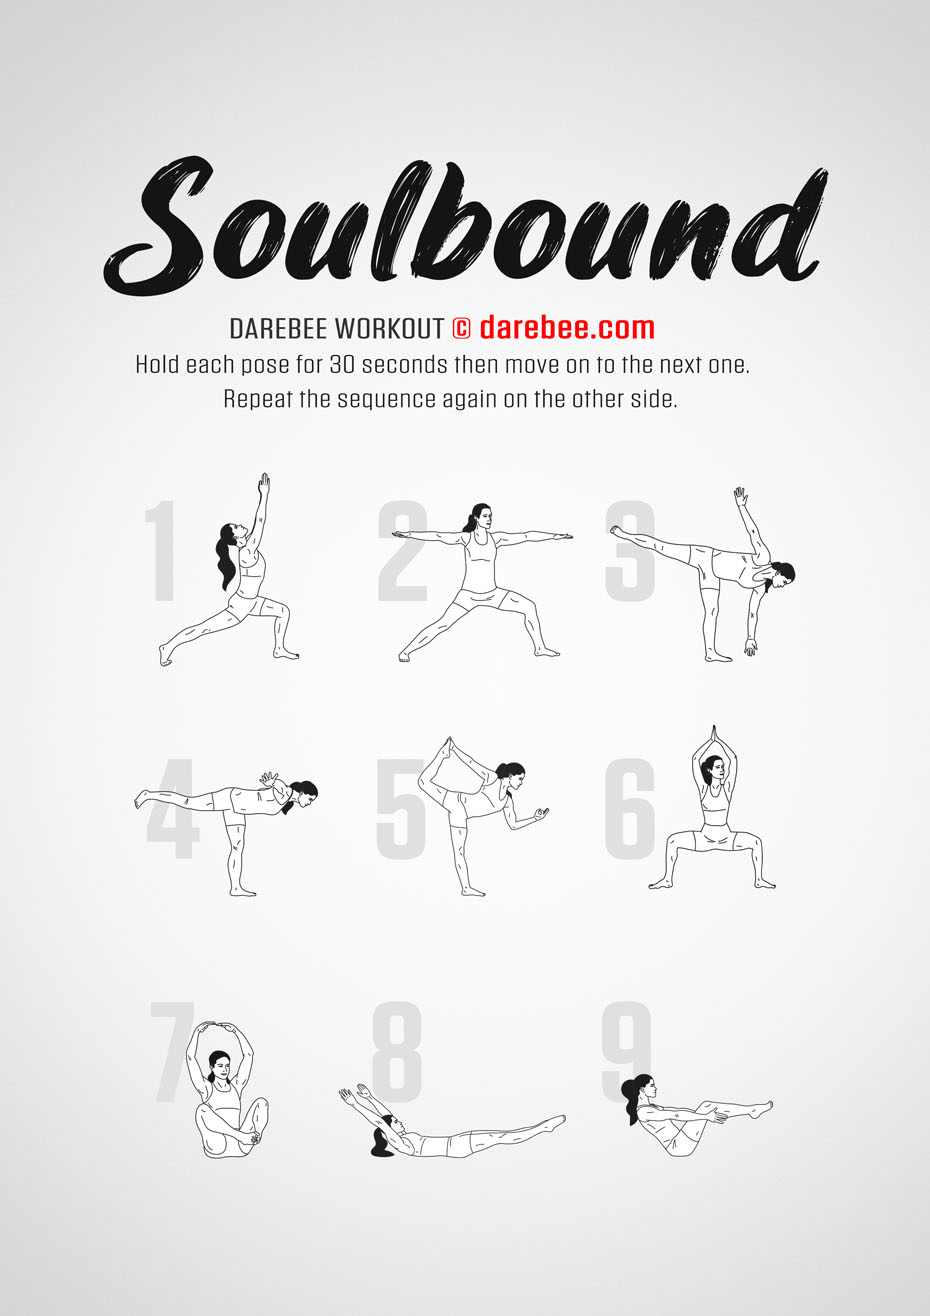 Soulbound
DAREBEE WORKOUT © darebee.com
Hold each pose for 30 seconds then move on to the next one.
Repeat the sequence again on the other side.
1 2 3
4 5 6
7 8 9